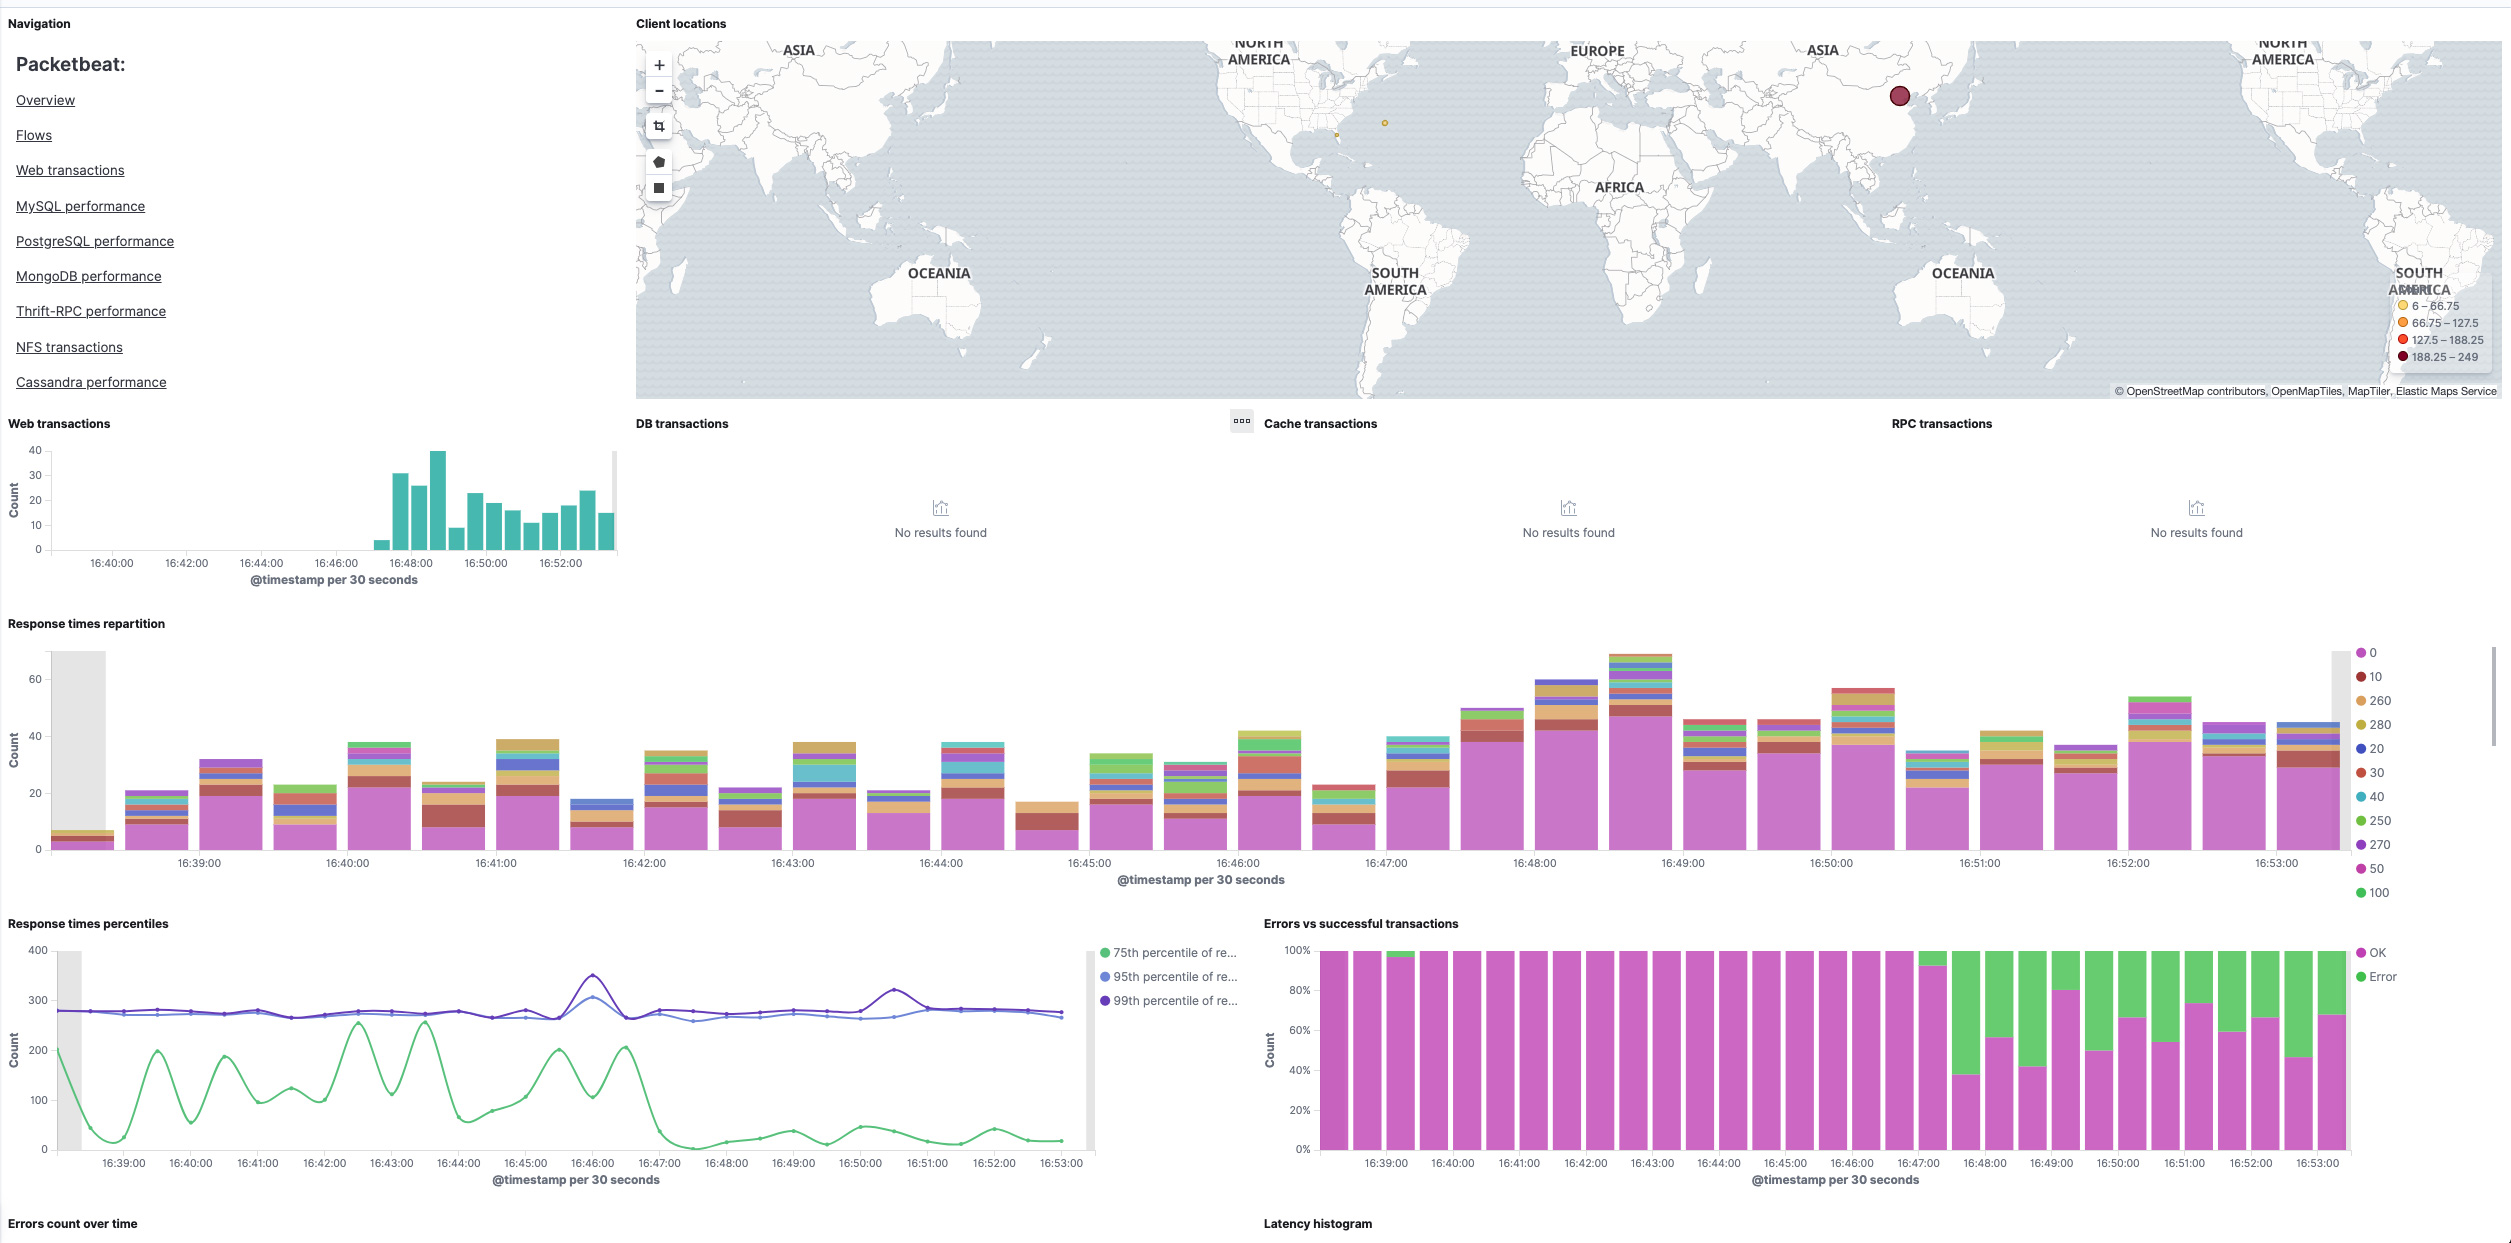 Navigation
Packetbeat:
Overview
Flows
Web transactions
MySQL performance
PostgreSQL performance
MongoDB performance
Thrift-RPC performance
NFS transactions
Cassandra performance
Client locations
ASIA
NORTH
AMERICA
EUROPE
ASIA
NORTH
AMERICA
AFRICA
OCEANIA
SOUTH
AMERICA
OCEANIA
SOUTH
AMERICA
6 – 66.75
66.75 – 127.5
127.5 – 188.25
188.25 – 249
© OpenStreetMap contributors, OpenMapTiles, MapTiler, Elastic Maps Service
Web transactions
40
30
20
10
0
Count
16:40:00 16:42:00 16:44:00 16:46:00 16:48:00 16:50:00 16:52:00
@timestamp per 30 seconds
DB transactions
No results found
Cache transactions
No results found
RPC transactions
No results found
Response times repartition
60
40
20
0
Count
16:39:00 16:40:00 16:41:00 16:42:00 16:43:00 16:44:00 16:45:00 16:46:00 16:47:00 16:48:00 16:49:00 16:50:00 16:51:00 16:52:00 16:53:00
@timestamp per 30 seconds
0
10
260
280
20
30
40
250
270
50
100
Response times percentiles
400
300
200
100
0
Count
16:39:00 16:40:00 16:41:00 16:42:00 16:43:00 16:44:00 16:45:00 16:46:00 16:47:00 16:48:00 16:49:00 16:50:00 16:51:00 16:52:00 16:53:00
@timestamp per 30 seconds
75th percentile of re...
95th percentile of re...
99th percentile of re...
Errors vs successful transactions
100%
80%
60%
40%
20%
0%
Count
16:39:00 16:40:00 16:41:00 16:42:00 16:43:00 16:44:00 16:45:00 16:46:00 16:47:00 16:48:00 16:49:00 16:50:00 16:51:00 16:52:00 16:53:00
@timestamp per 30 seconds
OK
Error
Errors count over time
Latency histogram